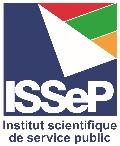 ISSeP
Institut scientifique
de service public